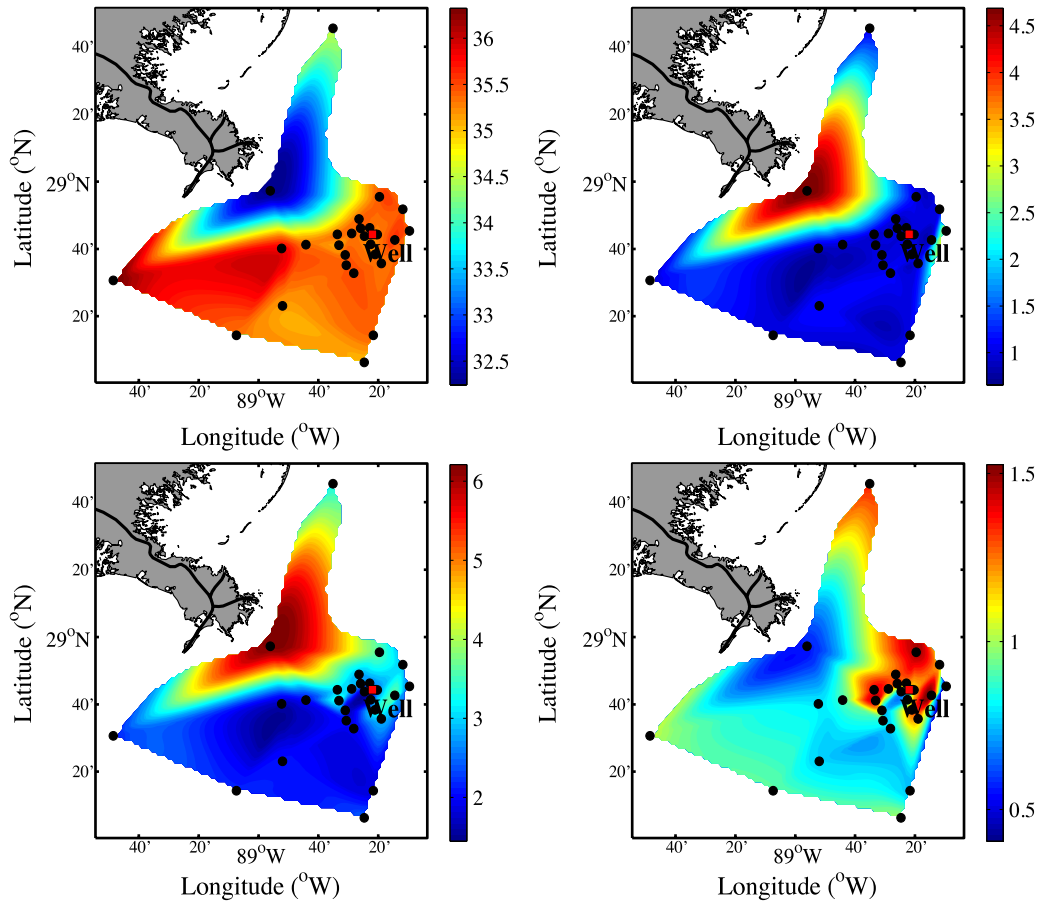 40' 36 40' 4.5
35.5 4
20' 35 20' 3.5
Latitude (°N) 34.5 Latitude (°N) 3
29°N 34 29°N 2.5
40' Well 33.5 40' Well 2
33 1.5
20' 32.5 20' 1
40' 20' 40' 20' 40' 20' 40' 20'
89°W 89°W
Longitude (°W) Longitude (°W)
40' 6 40' 1.5
20' 5 20'
Latitude (°N) 29°N 4 Latitude (°N) 29°N 1
40' Well 3 40' Well
20' 2 20' 0.5
40' 20' 40' 20' 40' 20' 40' 20'
89°W 89°W
Longitude (°W) Longitude (°W)